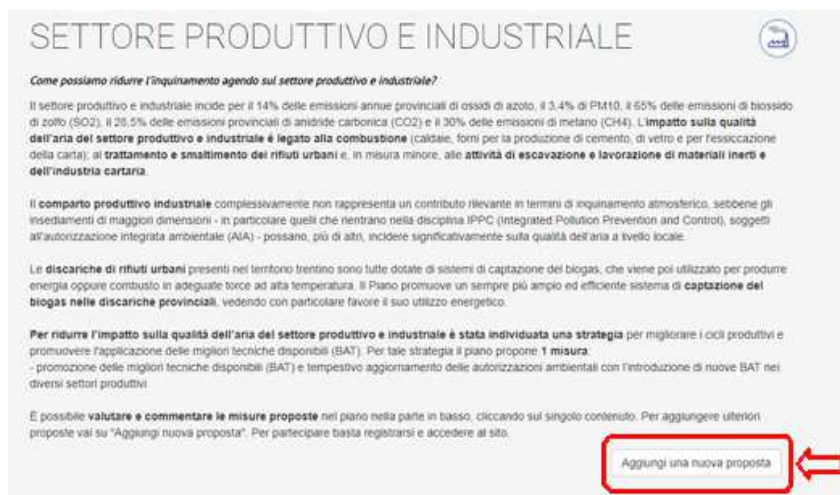 SETTORE PRODUTTIVO E INDUSTRIALE
Come possiamo ridurre l'inquinamento agendo sul settore produttivo e industriale?
Il settore produttivo e industriale incide per il 14% delle emissioni annue provinciali di ossidi di azoto, il 3,4% di PM10, il 65% delle emissioni di biossido
di zolfo (SO2), il 28,5% delle emissioni provinciali di anidride carbonica (CO2) e il 30% delle emissioni di metano (CH4). L'impatto sulla qualità
dell'aria del settore produttivo e industriale è legato alla combustione (caldaie, forni per la produzione di cemento, di vetro e per l'essiccazione
della carta); al trattamento e smaltimento dei rifiuti urbani e, in misura minore, alle attività di escavazione e lavorazione di materiali inerti e
dell'industria cartaria.
Il comparto produttivo industriale complessivamente non rappresenta un contributo rilevante in termini di inquinamento atmosferico, sebbene gli
insediamenti di maggiori dimensioni - in particolare quelli che rientrano nella disciplina IPPC (Integrated Pollution Prevention and Control), soggetti
all'autorizzazione integrata ambientale (AIA) - possano, più di altri, incidere significativamente sulla qualità dell'aria a livello locale.
Le discariche di rifiuti urbani presenti nel territorio trentino sono tutte dotate di sistemi di captazione del biogas, che viene poi utilizzato per produrre
energia oppure combusto in adeguate torce ad alta temperatura. Il Piano promuove un sempre più ampio ed efficiente sistema di captazione del
biogas nelle discariche provinciali, vedendo con particolare favore il suo utilizzo energetico.
Per ridurre l'impatto sulla qualità dell'aria del settore produttivo e industriale è stata individuata una strategia per migliorare i cicli produttivi e
promuovere l'applicazione delle migliori tecniche disponibili (BAT). Per tale strategia il piano propone 1 misura:
- promozione delle migliori tecniche disponibili (BAT) e tempestivo aggiornamento delle autorizzazioni ambientali con l'introduzione di nuove BAT nei
diversi settori produttivi
È possibile valutare e commentare le misure proposte nel piano nella parte in basso, cliccando sul singolo contenuto. Per aggiungere ulteriori
proposte vai su "Aggiungi nuova proposta". Per partecipare basta registrarsi e accedere al sito.
Aggiungi una nuova proposta